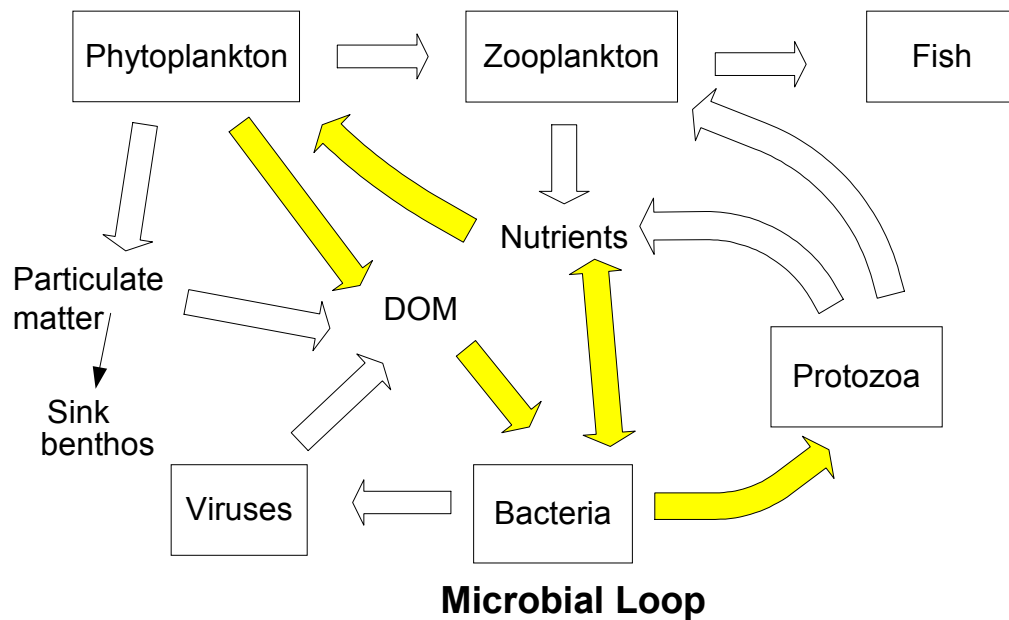 Phytoplankton
Zooplankton
Fish
Nutrients
Particulate
matter
DOM
Protozoa
Sink
benthos
Viruses
Bacteria
Microbial Loop